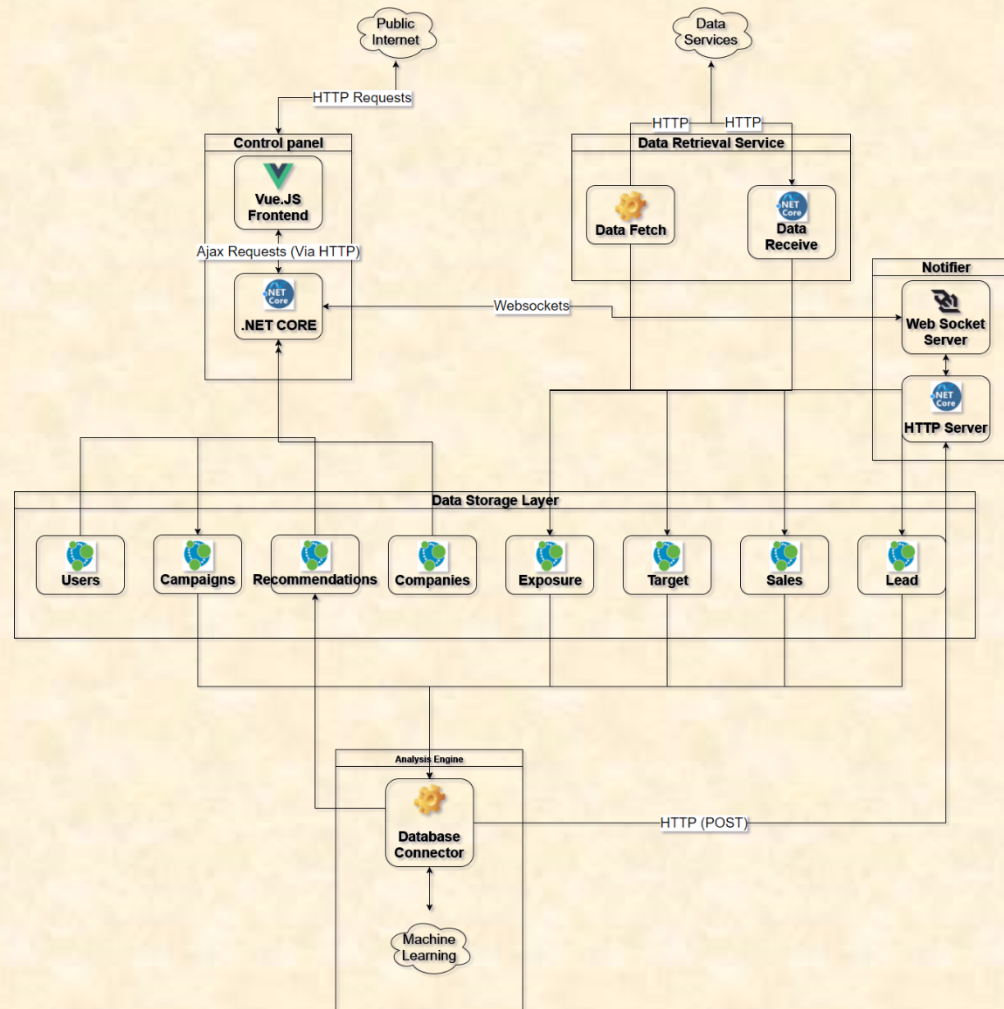 Public
Internet
Data
Services
HTTP Requests
HTTP
HTTP
Control panel
Data Retrieval Service
Vue.JS
Frontend
Data Fetch
.NET
Core
Data
Receive
Ajax Requests (Via HTTP)
.NET
Core
.NET CORE
Websockets
Notifier
Web Socket
Server
.NET
Core
HTTP Server
Data Storage Layer
Users
Campaigns
Recommendations
Companies
Exposure
Target
Sales
Lead
Analysis Engine
Database
Connector
HTTP (POST)
Machine
Learning